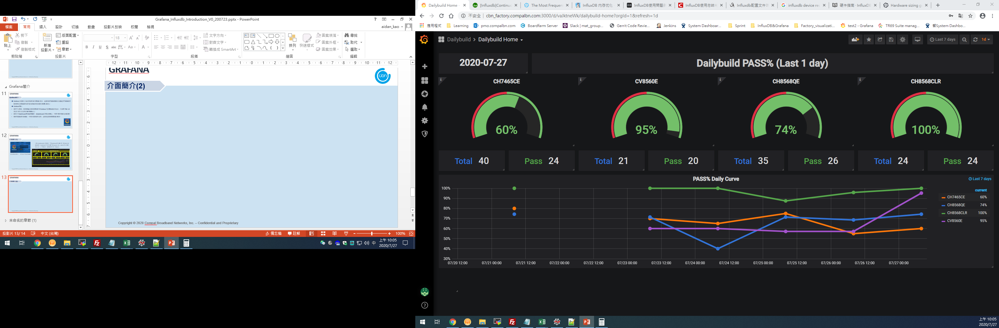 Grafana_Influxdb_Introduction_V0_200723.pptx - PowerPoint
檔案 常用 插入 設計 切換 動畫 投影片放映 校閱 檢視
aidan_kao
貼上
剪下
複製
複製格式
剪貼簿
新增
投影片
版面配置
重設
章節
投影片
18
字型
文字方向
對齊文字
轉換成 SmartArt
段落
排列
快速樣式
圖案填滿
圖案外框
圖案效果
繪圖
尋找
取代
選取
編輯
Grafana簡介
11
GRAFANA
12
GRAFANA
13
GRAFANA
未命名的章節 (1)
GRAFANA
cbn
介面簡介(2)
Copyright © 2020 Compal Broadband Networks, Inc. – Confidential and Proprietary
投影片 13/ 14 中文 (台灣)
備忘稿 註解 100%
上午 10:05
2020/7/27
中
Dailybuild Home -
[Influxdb]Continuo
The Most Frequen
InfluxDB 内存优化
InfluxDB使用問題
InfluxDB使用总结
Influxdb配置文件
influxdb device rec
硬件指南 · InfluxDB
Hardware sizing g
不安全 | cbn_factory.compalbn.com:3000/d/vaJktneWk/dailybuild-home?orgId=1&refresh=1d
應用程式 Learning pmo.compalbn.com Boardfarm Server Slack | mat_group... Gerrit Code Revie... Jenkins System Dashboar... Sprint InfluxDB&Grafana Factory_visualizati... test2 - Grafana TR69 Suite manag... 暫System Dashbo...
Dailybuild > Dailybuild Home
Last 7 days
1d
2020-07-27
Dailybuild PASS% (Last 1 day)
CH7465CE CV8560E CH8568QE CH8568CLR
60% 95% 74% 100%
Total 40 Pass 24 Total 21 Pass 20 Total 35 Pass 26 Total 24 Pass 24
PASS% Daily Curve
Last 7 days
100%
90%
80%
70%
60%
50%
40%
30%
07/20 12:00 07/21 00:00 07/21 12:00 07/22 00:00 07/22 12:00 07/23 00:00 07/23 12:00 07/24 00:00 07/24 12:00 07/25 00:00 07/25 12:00 07/26 00:00 07/26 12:00 07/27 00:00
current
CH7465CE 60%
CH8568QE 74%
CH8568CLR 100%
CV8560E 95%
上午 10:05
2020/7/27